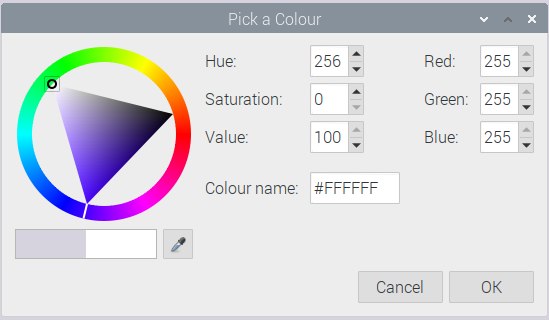 Pick a Colour
Hue: 256 Red: 255
Saturation: 0 Green: 255
Value: 100 Blue: 255
Colour name: #FFFFFF
Cancel OK